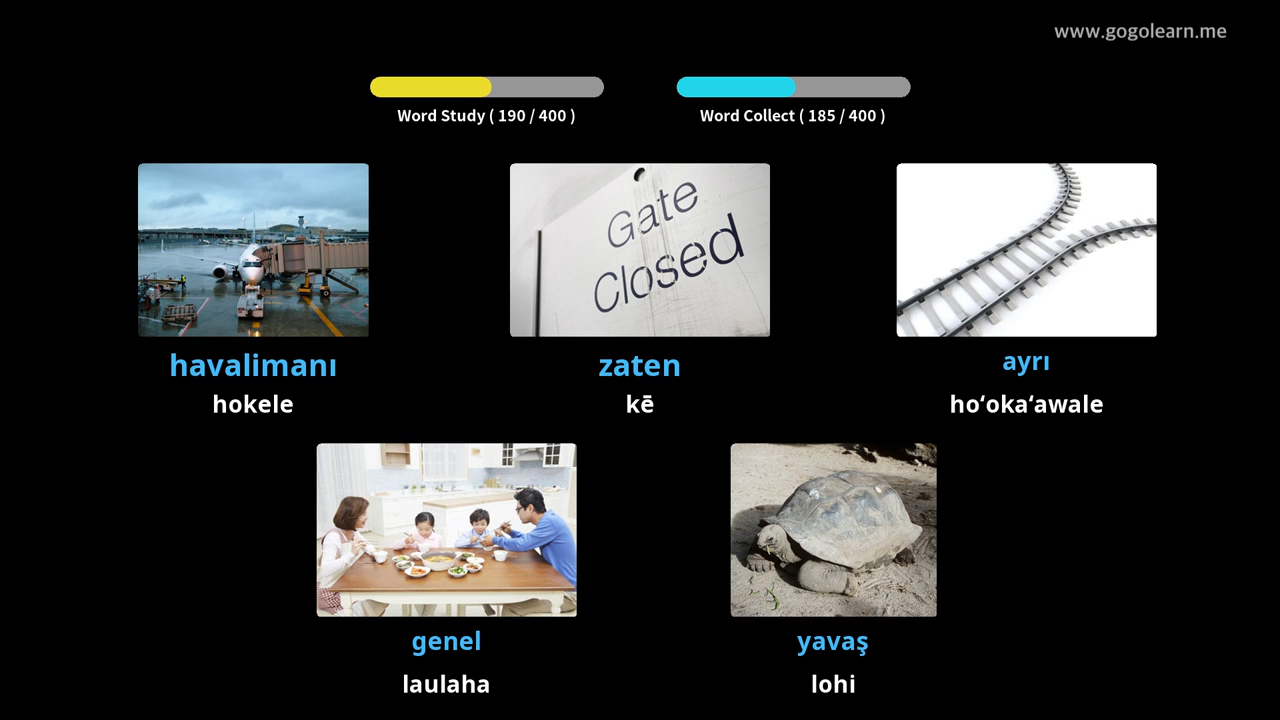 www.gogolearn.me
Word Study ( 190 / 400 )
Word Collect ( 185 / 400 )
Gate
Closed
havalimanı
zaten
ayrı
hokele
kē
hoʻokaʻawale
genel
yavaş
laulaha
lohi